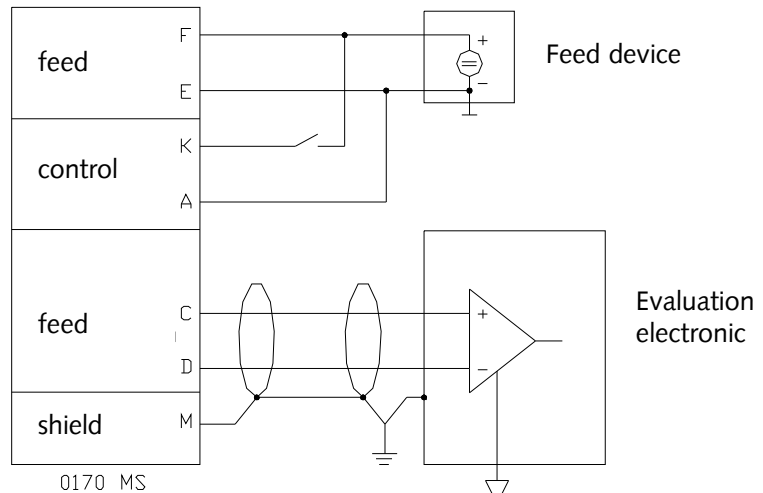 F
feed
+
Feed device
−
E
K
control
A
Evaluation
electronic
C
+
feed
D
−
M
shield
0170 MS